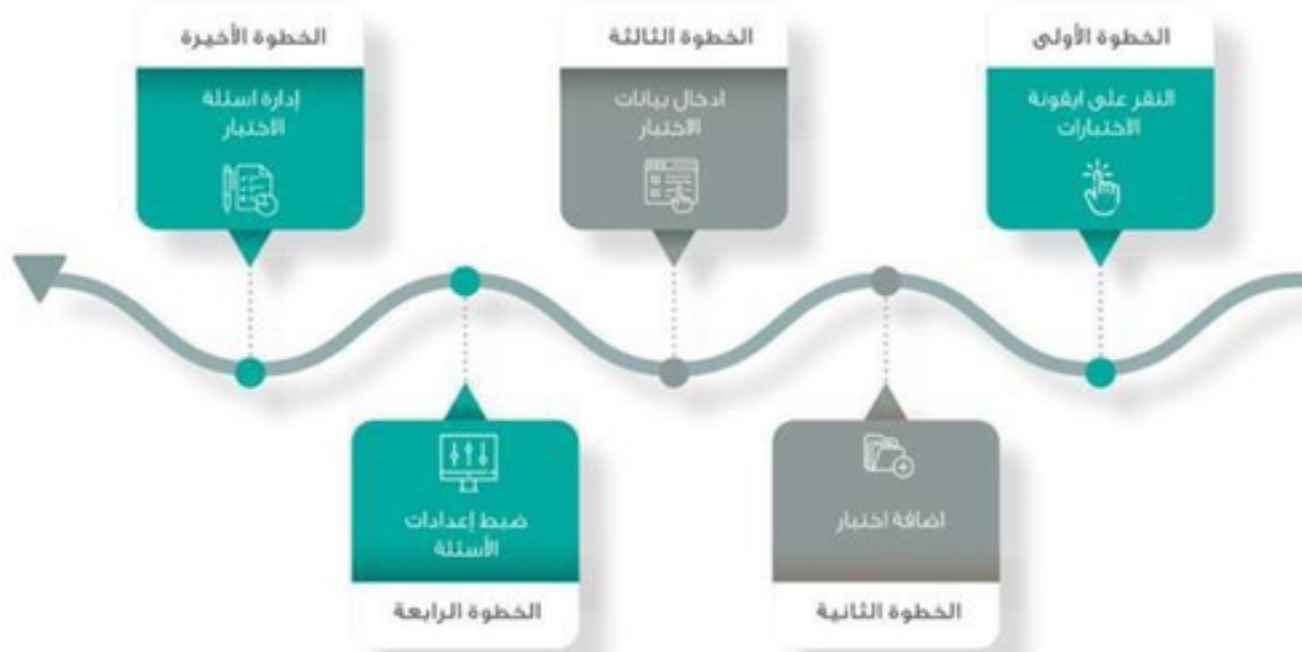 الخطوة الأولى
النقر على ايقونة
الاختبارات
اضافة اختبار
الخطوة الثانية
الخطوة الثالثة
ادخال بيانات
الاختبار
ضبط إعدادات
الأسئلة
الخطوة الرابعة
الخطوة الأخيرة
إدارة اسئلة
الاختبار